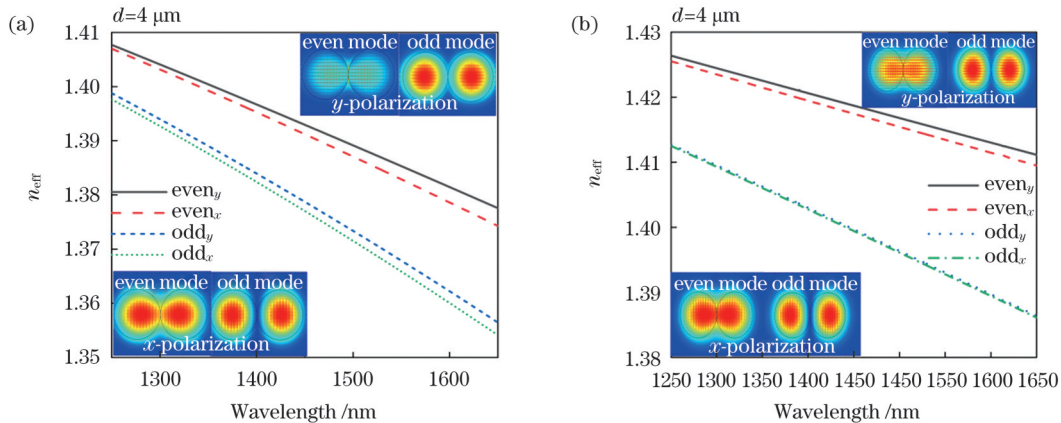 (a)
d=4 μm
1.41
1.40
1.39
1.38
1.37
1.36
1.35
n_eff
even mode odd mode
y-polarization
even_y
even_x
odd_y
odd_x
even mode odd mode
x-polarization
1300 1400 1500 1600
Wavelength /nm
(b)
d=4 μm
1.43
1.42
1.41
1.40
1.39
1.38
n_eff
even mode odd mode
y-polarization
even_y
even_x
odd_y
odd_x
even mode odd mode
x-polarization
1250 1300 1350 1400 1450 1500 1550 1600 1650
Wavelength /nm